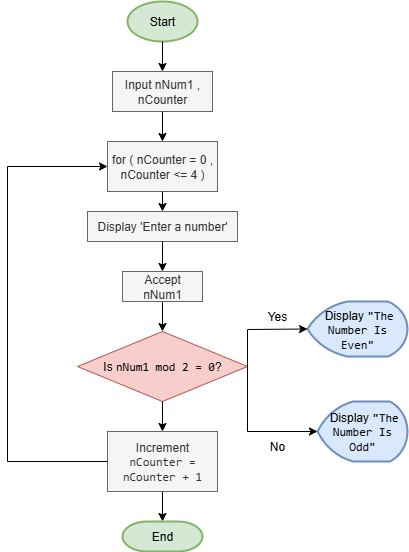 Start
Input nNum1 ,
nCounter
for ( nCounter = 0 ,
nCounter <= 4 )
Display 'Enter a number'
Accept
nNum1
Is nNum1 mod 2 = 0?
Yes
Display "The
Number Is
Even"
No
Display "The
Number Is
Odd"
Increment
nCounter =
nCounter + 1
End